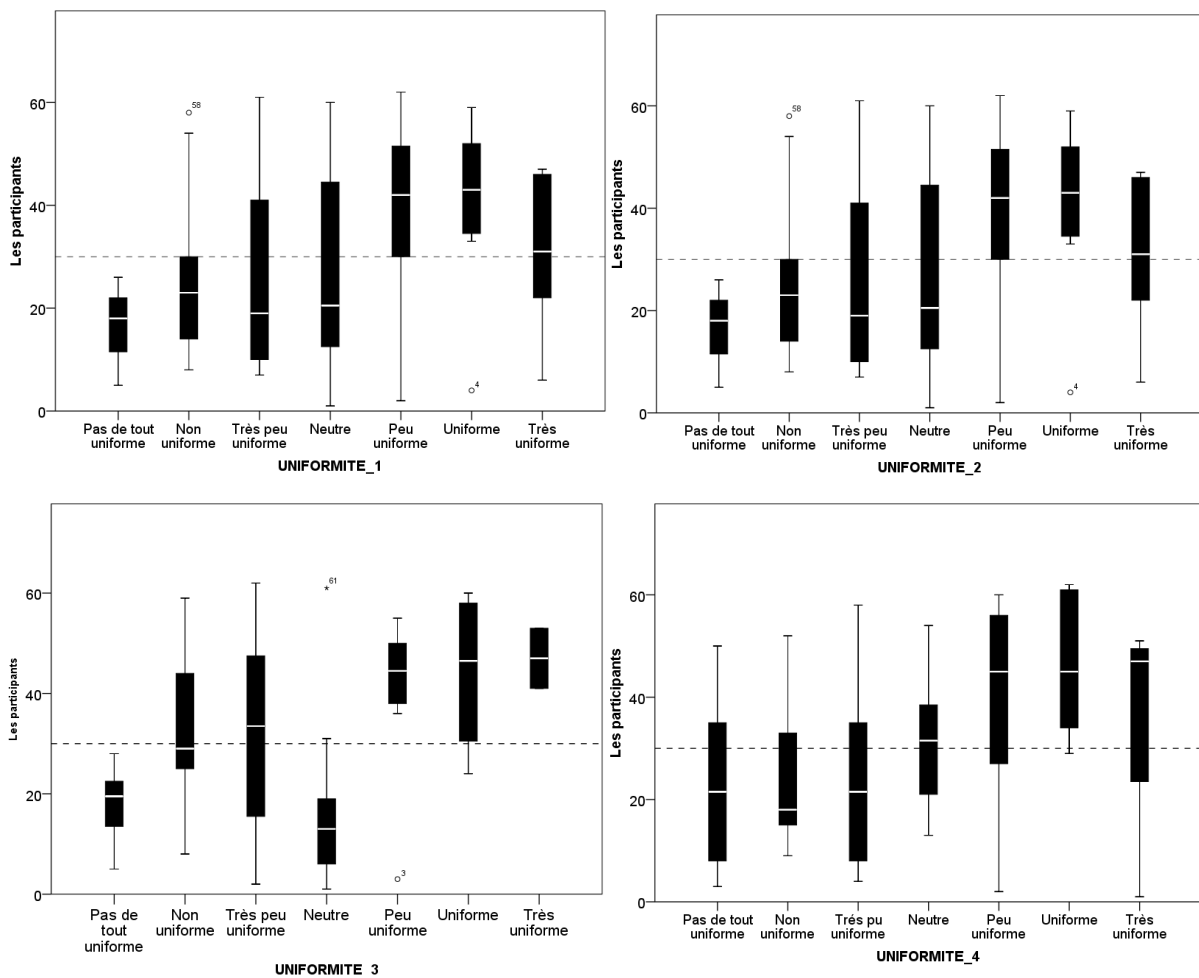 Les participants
60
40
20
0
58
4
Pas de tout uniforme
Non uniforme
Très peu uniforme
Neutre
Peu uniforme
Uniforme
Très uniforme
UNIFORMITE_1
Les participants
60
40
20
0
58
4
Pas de tout uniforme
Non uniforme
Très peu uniforme
Neutre
Peu uniforme
Uniforme
Très uniforme
UNIFORMITE_2
Les participants
60
40
20
0
61
3
Pas de tout uniforme
Non uniforme
Très peu uniforme
Neutre
Peu uniforme
Uniforme
Très uniforme
UNIFORMITE_3
Les participants
60
40
20
0
Pas de tout uniforme
Non uniforme
Trés pu uniforme
Neutre
Peu uniforme
Uniforme
Très uniforme
UNIFORMITE_4